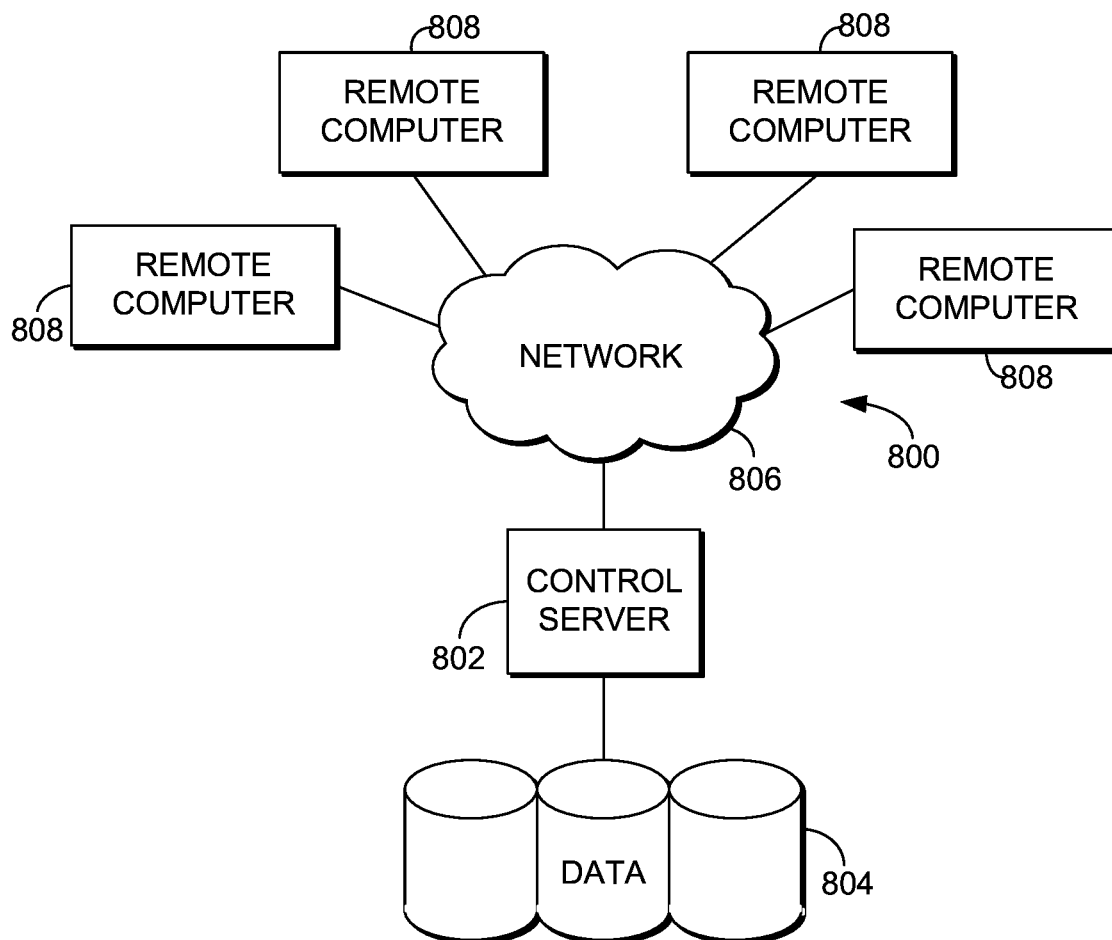 808
808
REMOTE
COMPUTER
REMOTE
COMPUTER
REMOTE
COMPUTER
REMOTE
COMPUTER
808
808
NETWORK
800
806
CONTROL
SERVER
802
DATA
804